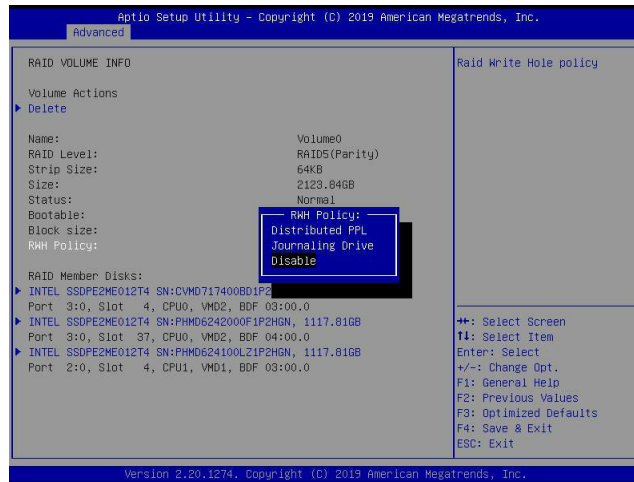 Aptio Setup Utility – Copyright (C) 2019 American Megatrends, Inc.
Advanced
RAID VOLUME INFO
Volume Actions
Delete
Name: Volume0
RAID Level: RAID5(Parity)
Strip Size: 64KB
Size: 2123.84GB
Status: Normal
Bootable:
Block size:
RWH Policy:
RWH Policy:
Distributed PPL
Journaling Drive
Disable
RAID Member Disks:
INTEL SSDPE2ME012T4 SN:CVMD717400BD1P2
Port 3:0, Slot 4, CPU0, VMD2, BDF 03:00.0
INTEL SSDPE2ME012T4 SN:PHMD6242000F1P2HGN, 1117.81GB
Port 3:0, Slot 37, CPU0, VMD2, BDF 04:00.0
INTEL SSDPE2ME012T4 SN:PHMD624100LZ1P2HGN, 1117.81GB
Port 2:0, Slot 4, CPU1, VMD1, BDF 03:00.0
Raid Write Hole policy
→←: Select Screen
↑↓: Select Item
Enter: Select
+/-: Change Opt.
F1: General Help
F2: Previous Values
F3: Optimized Defaults
F4: Save & Exit
ESC: Exit
Version 2.20.1274. Copyright (C) 2019 American Megatrends, Inc.